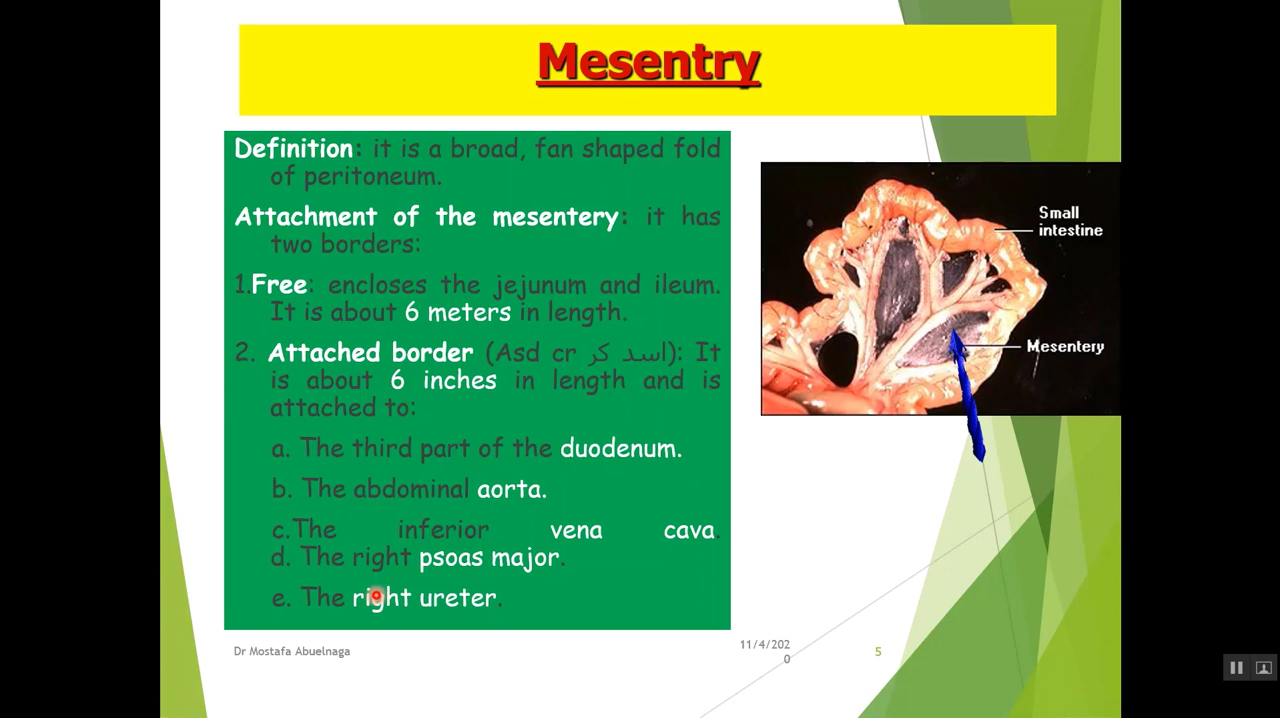 Mesentry
Definition: it is a broad, fan shaped fold
of peritoneum.
Attachment of the mesentery: it has
two borders:
1.Free: encloses the jejunum and ileum.
It is about 6 meters in length.
2. Attached border (Asd cr اسد كر): It
is about 6 inches in length and is
attached to:
a. The third part of the duodenum.
b. The abdominal aorta.
c.The inferior vena cava.
d. The right psoas major.
e. The right ureter.
Small
intestine
Mesentery
Dr Mostafa Abuelnaga
11/4/202
0
5